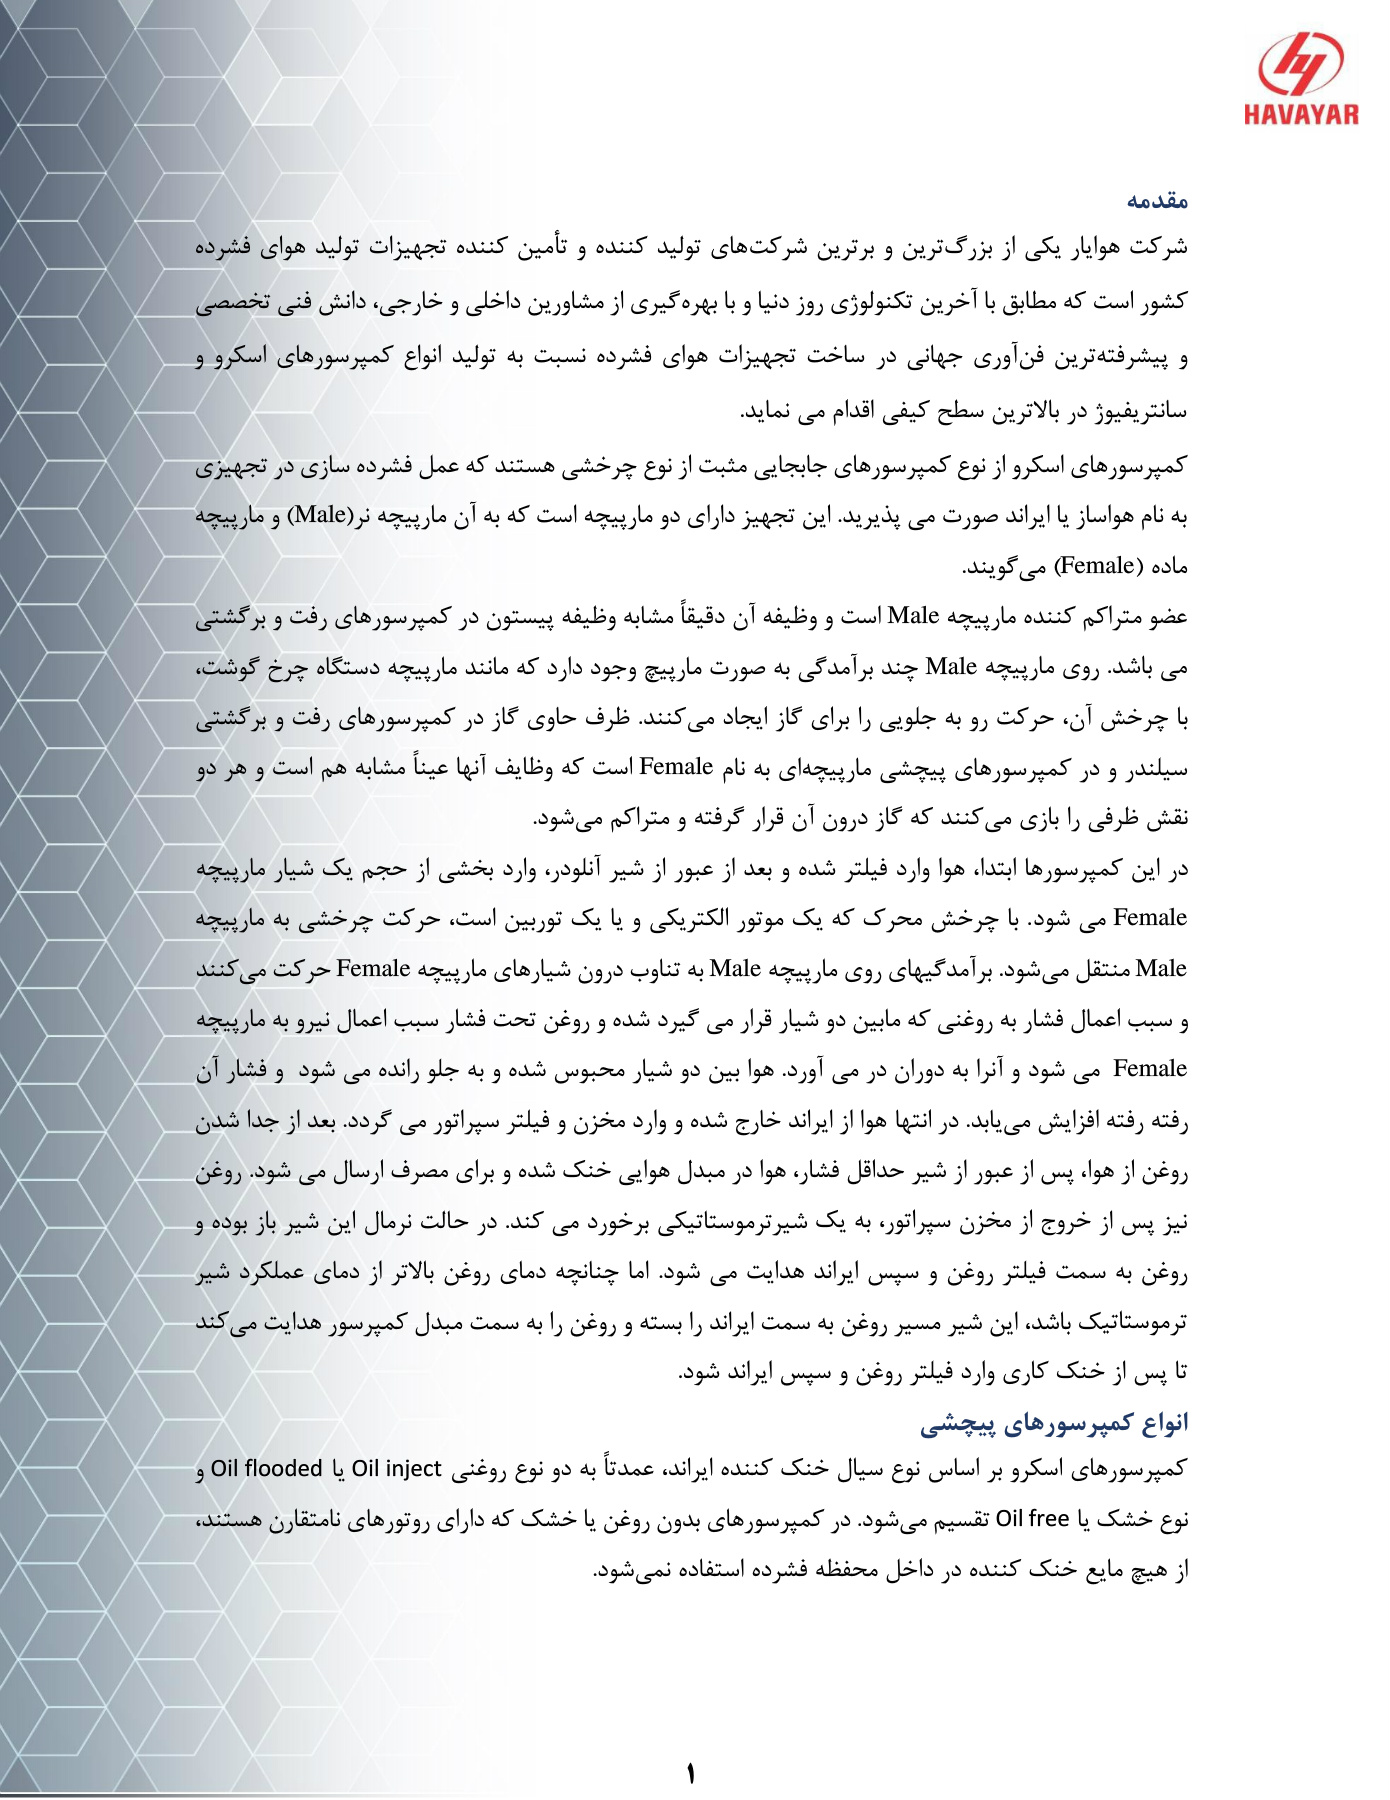 HAVAYAR
مقدمه
شرکت هوایار یکی از بزرگ‌ترین و برترین شرکت‌های تولید کننده و تأمین کننده تجهیزات تولید هوای فشرده
کشور است که مطابق با آخرین تکنولوژی روز دنیا و با بهره‌گیری از مشاورین داخلی و خارجی، دانش فنی تخصصی
و پیشرفته‌ترین فن‌آوری جهانی در ساخت تجهیزات هوای فشرده نسبت به تولید انواع کمپرسورهای اسکرو و
سانتریفیوژ در بالاترین سطح کیفی اقدام می نماید.
کمپرسورهای اسکرو از نوع کمپرسورهای جابجایی مثبت از نوع چرخشی هستند که عمل فشرده سازی در تجهیزی
به نام هواساز یا ایراند صورت می پذیرید. این تجهیز دارای دو مارپیچه است که به آن مارپیچه نر(Male) و مارپیچه
ماده (Female) می‌گویند.
عضو متراکم کننده مارپیچه Male است و وظیفه آن دقیقاً مشابه وظیفه پیستون در کمپرسورهای رفت و برگشتی
می باشد. روی مارپیچه Male چند برآمدگی به صورت مارپیچ وجود دارد که مانند مارپیچه دستگاه چرخ گوشت،
با چرخش آن، حرکت رو به جلویی را برای گاز ایجاد می‌کنند. ظرف حاوی گاز در کمپرسورهای رفت و برگشتی
سیلندر و در کمپرسورهای پیچشی مارپیچه‌ای به نام Female است که وظایف آنها عیناً مشابه هم است و هر دو
نقش ظرفی را بازی می‌کنند که گاز درون آن قرار گرفته و متراکم می‌شود.
در این کمپرسورها ابتدا، هوا وارد فیلتر شده و بعد از عبور از شیر آنلودر، وارد بخشی از حجم یک شیار مارپیچه
Female می شود. با چرخش محرک که یک موتور الکتریکی و یا یک توربین است، حرکت چرخشی به مارپیچه
Male منتقل می‌شود. برآمدگیهای روی مارپیچه Male به تناوب درون شیارهای مارپیچه Female حرکت می‌کنند
و سبب اعمال فشار به روغنی که مابین دو شیار قرار می گیرد شده و روغن تحت فشار سبب اعمال نیرو به مارپیچه
Female می شود و آنرا به دوران در می آورد. هوا بین دو شیار محبوس شده و به جلو رانده می شود و فشار آن
رفته رفته افزایش می‌یابد. در انتها هوا از ایراند خارج شده و وارد مخزن و فیلتر سپراتور می گردد. بعد از جدا شدن
روغن از هوا، پس از عبور از شیر حداقل فشار، هوا در مبدل هوایی خنک شده و برای مصرف ارسال می شود. روغن
نیز پس از خروج از مخزن سپراتور، به یک شیرترموستاتیکی برخورد می کند. در حالت نرمال این شیر باز بوده و
روغن به سمت فیلتر روغن و سپس ایراند هدایت می شود. اما چنانچه دمای روغن بالاتر از دمای عملکرد شیر
ترموستاتیک باشد، این شیر مسیر روغن به سمت ایراند را بسته و روغن را به سمت مبدل کمپرسور هدایت می‌کند
تا پس از خنک کاری وارد فیلتر روغن و سپس ایراند شود.
انواع کمپرسورهای پیچشی
کمپرسورهای اسکرو بر اساس نوع سیال خنک کننده ایراند، عمدتاً به دو نوع روغنی Oil inject یا Oil flooded و
نوع خشک یا Oil free تقسیم می‌شود. در کمپرسورهای بدون روغن یا خشک که دارای روتورهای نامتقارن هستند،
از هیچ مایع خنک کننده در داخل محفظه فشرده استفاده نمی‌شود.
۱